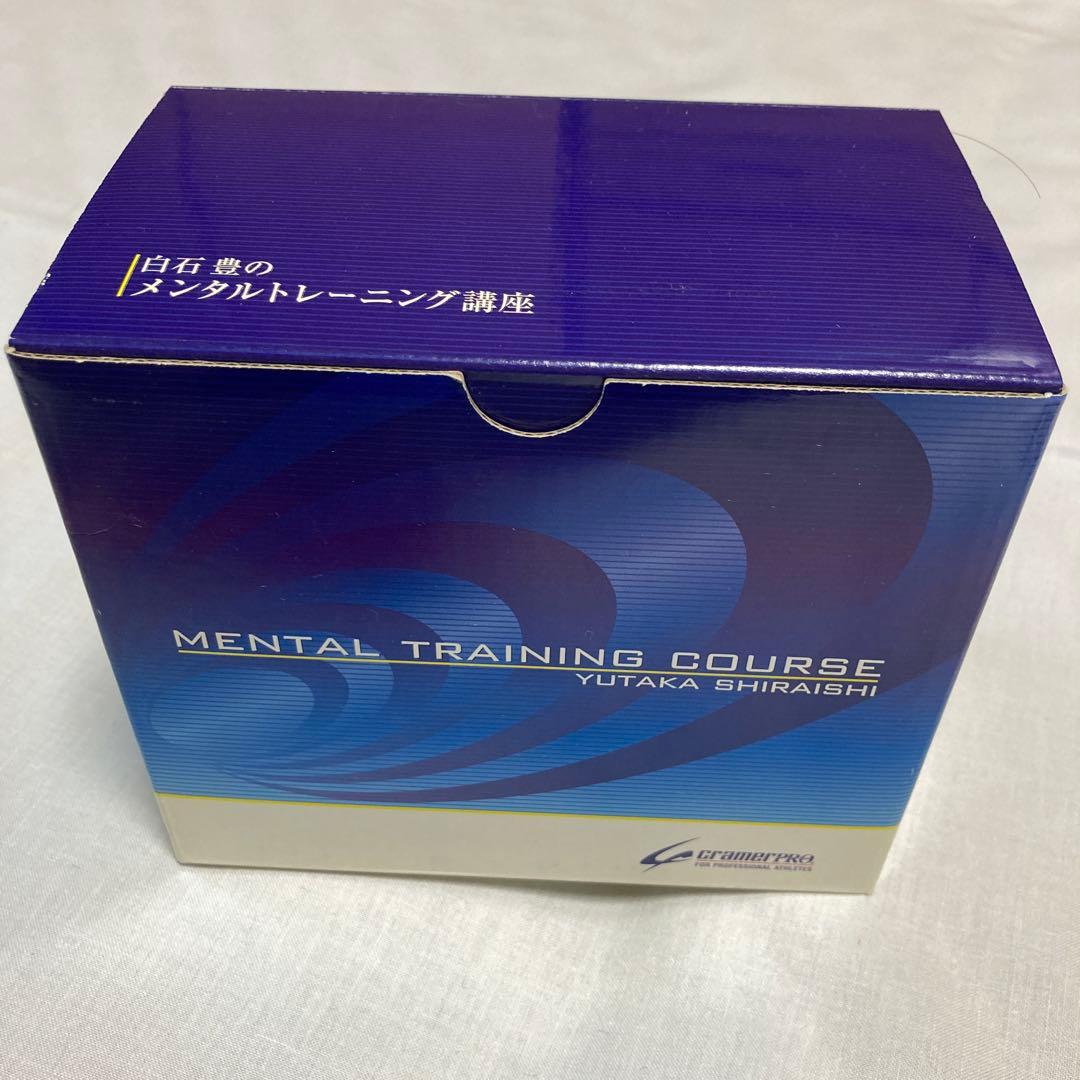 白石 豊の
メンタルトレーニング講座
MENTAL TRAINING COURSE
YUTAKA SHIRAISHI
cramerPRO
FOR PROFESSIONAL ATHLETES